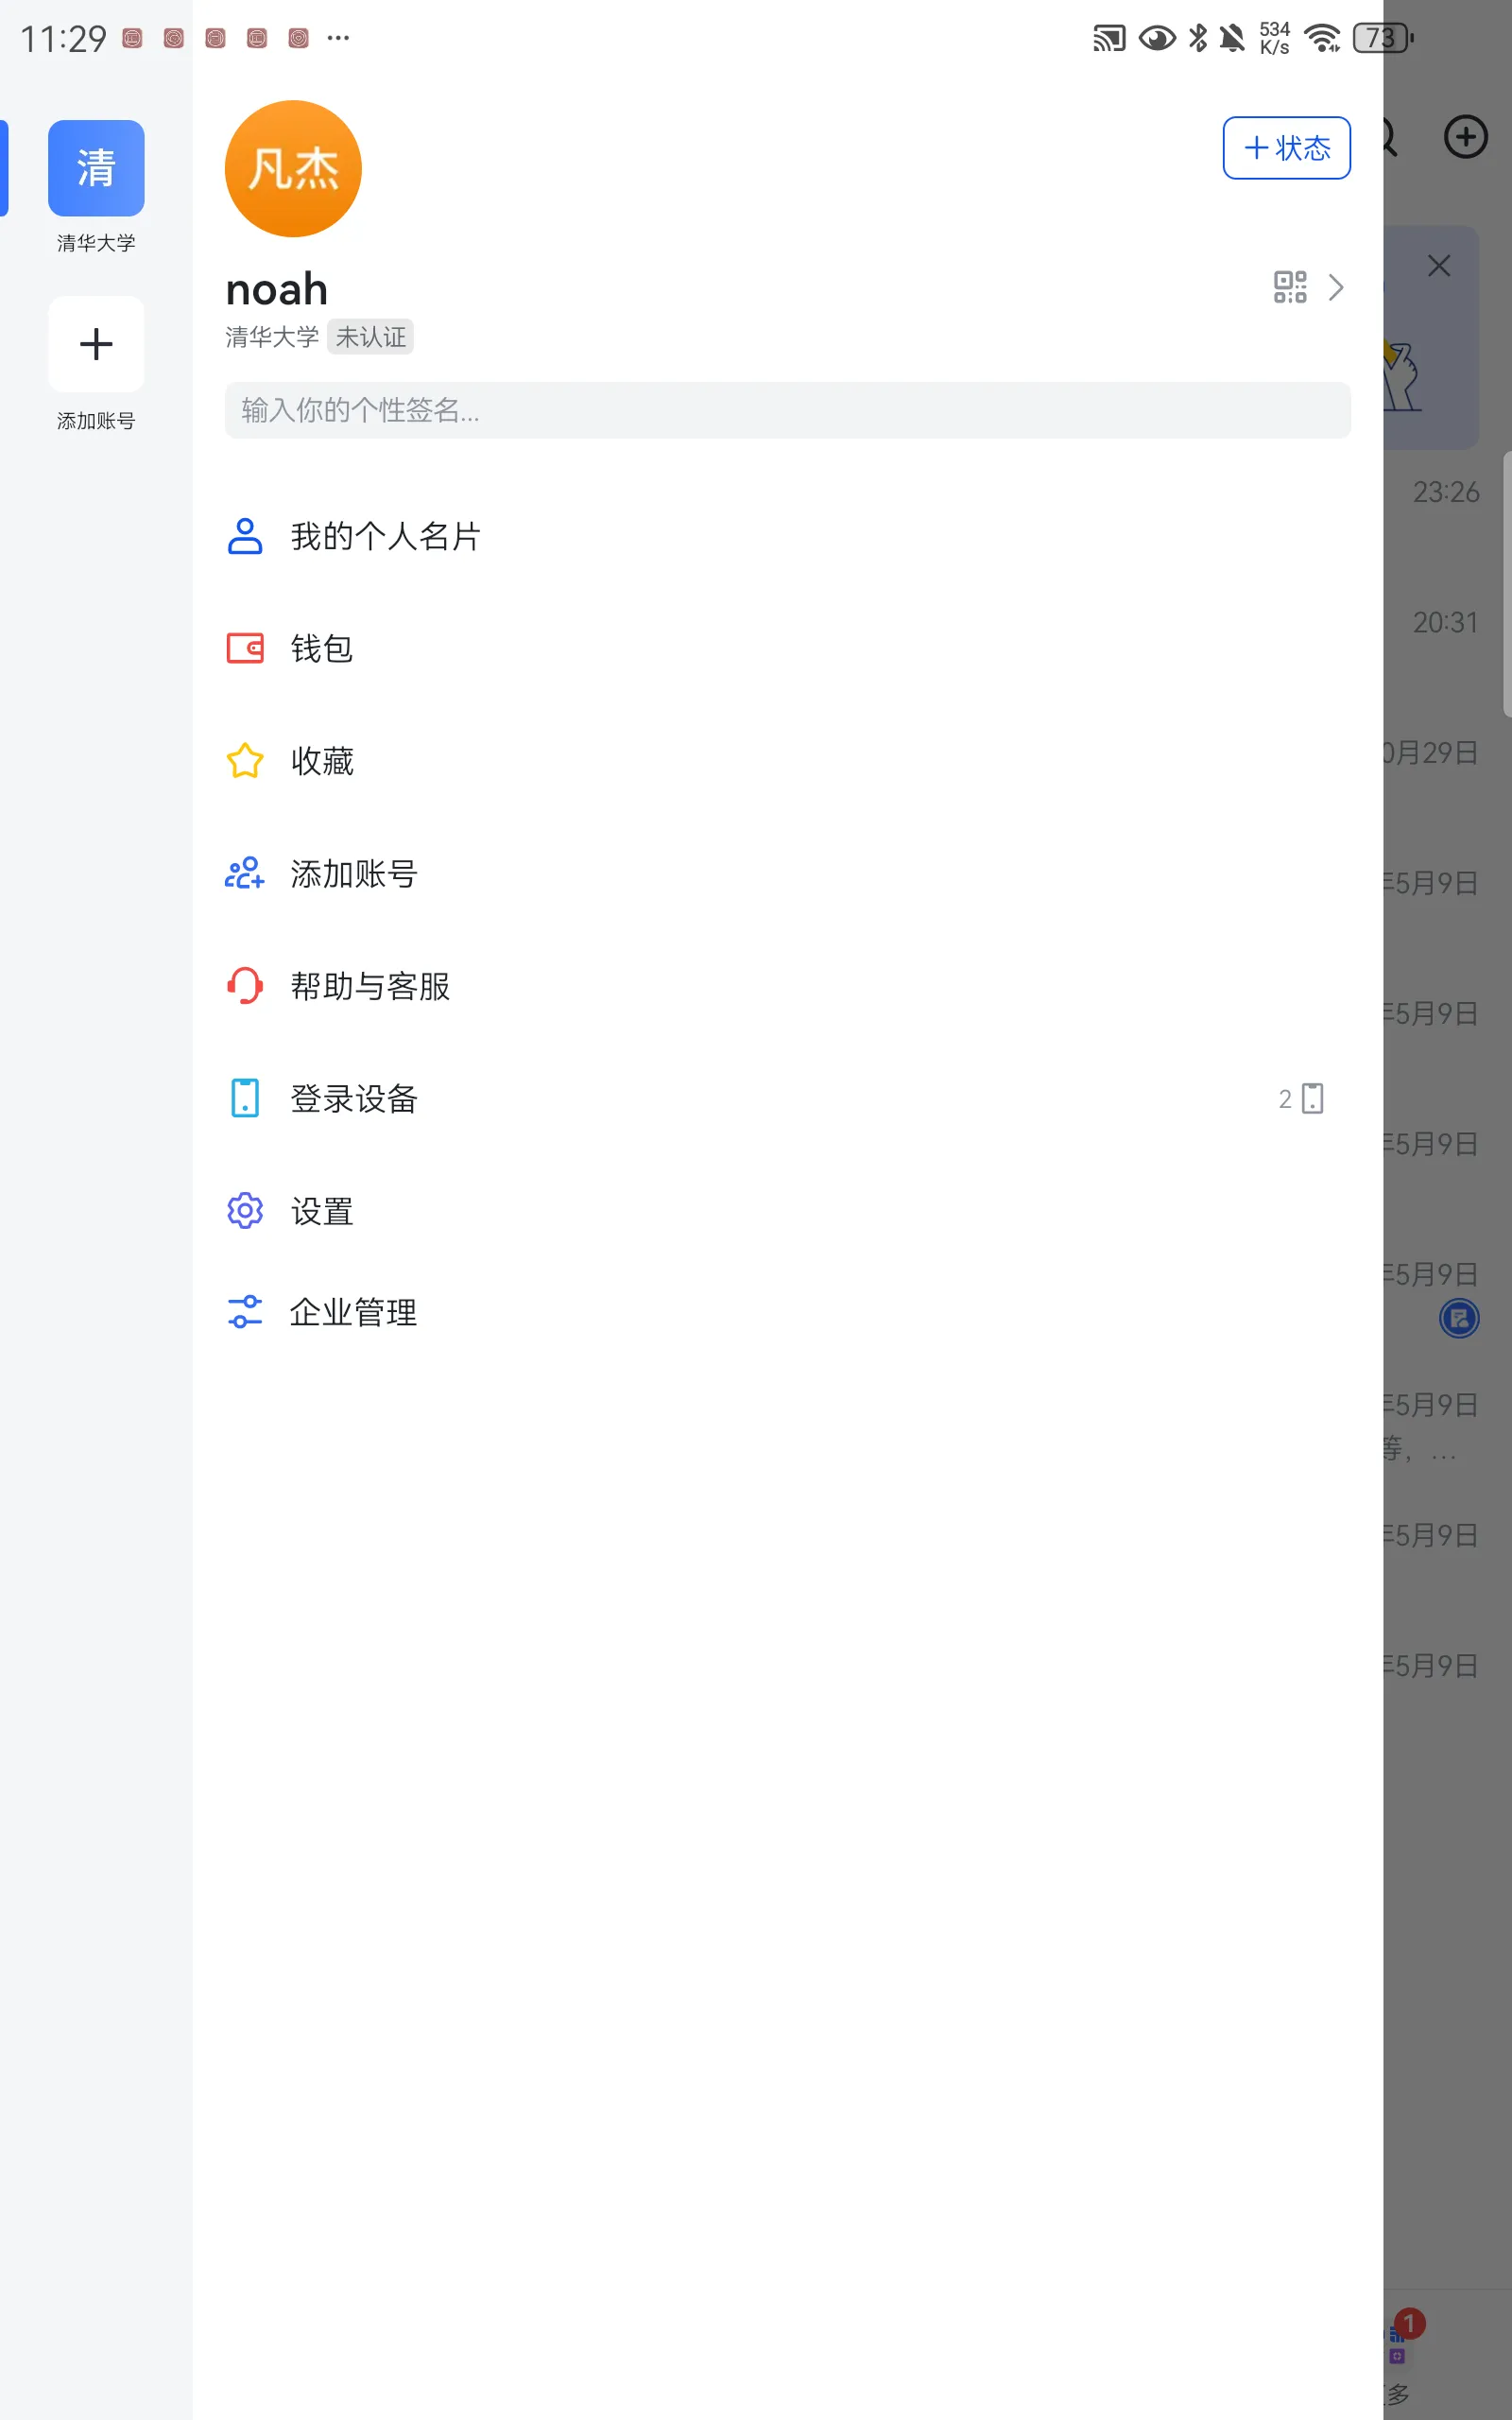 11:29
534
K/s
73
清
清华大学
添加账号
凡杰
状态
noah
清华大学 未认证
输入你的个性签名...
我的个人名片
钱包
收藏
添加账号
帮助与客服
登录设备 2
设置
企业管理
23:26
20:31
0月29日
5月9日
5月9日
5月9日
5月9日
5月9日
等，...
5月9日
5月9日
1
多